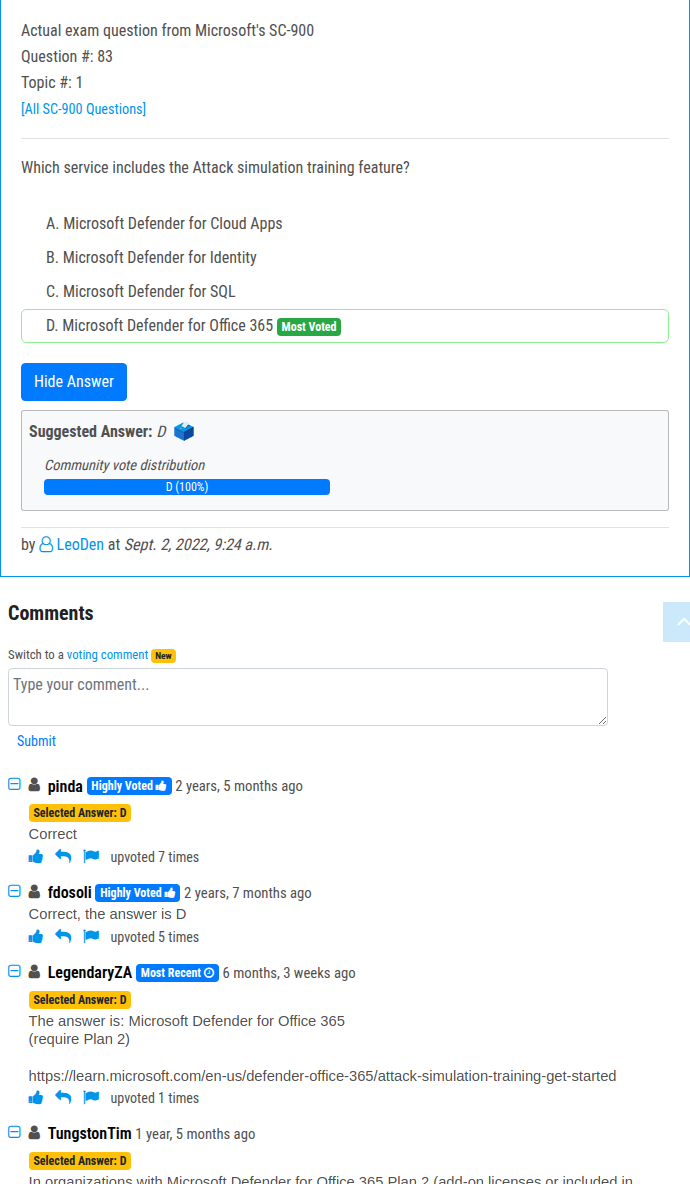 Actual exam question from Microsoft's SC-900
Question #: 83
Topic #: 1
[All SC-900 Questions]
Which service includes the Attack simulation training feature?
A. Microsoft Defender for Cloud Apps
B. Microsoft Defender for Identity
C. Microsoft Defender for SQL
D. Microsoft Defender for Office 365 Most Voted
Hide Answer
Suggested Answer: D
Community vote distribution
D (100%)
by LeoDen at Sept. 2, 2022, 9:24 a.m.
Comments
Switch to a voting comment New
Type your comment...
Submit
pinda Highly Voted 2 years, 5 months ago
Selected Answer: D
Correct
upvoted 7 times
fdosoli Highly Voted 2 years, 7 months ago
Correct, the answer is D
upvoted 5 times
LegendaryZA Most Recent 6 months, 3 weeks ago
Selected Answer: D
The answer is: Microsoft Defender for Office 365
(require Plan 2)
https://learn.microsoft.com/en-us/defender-office-365/attack-simulation-training-get-started
upvoted 1 times
TungstonTim 1 year, 5 months ago
Selected Answer: D
In organizations with Microsoft Defender for Office 365 Plan 2 (add-on licenses or included in